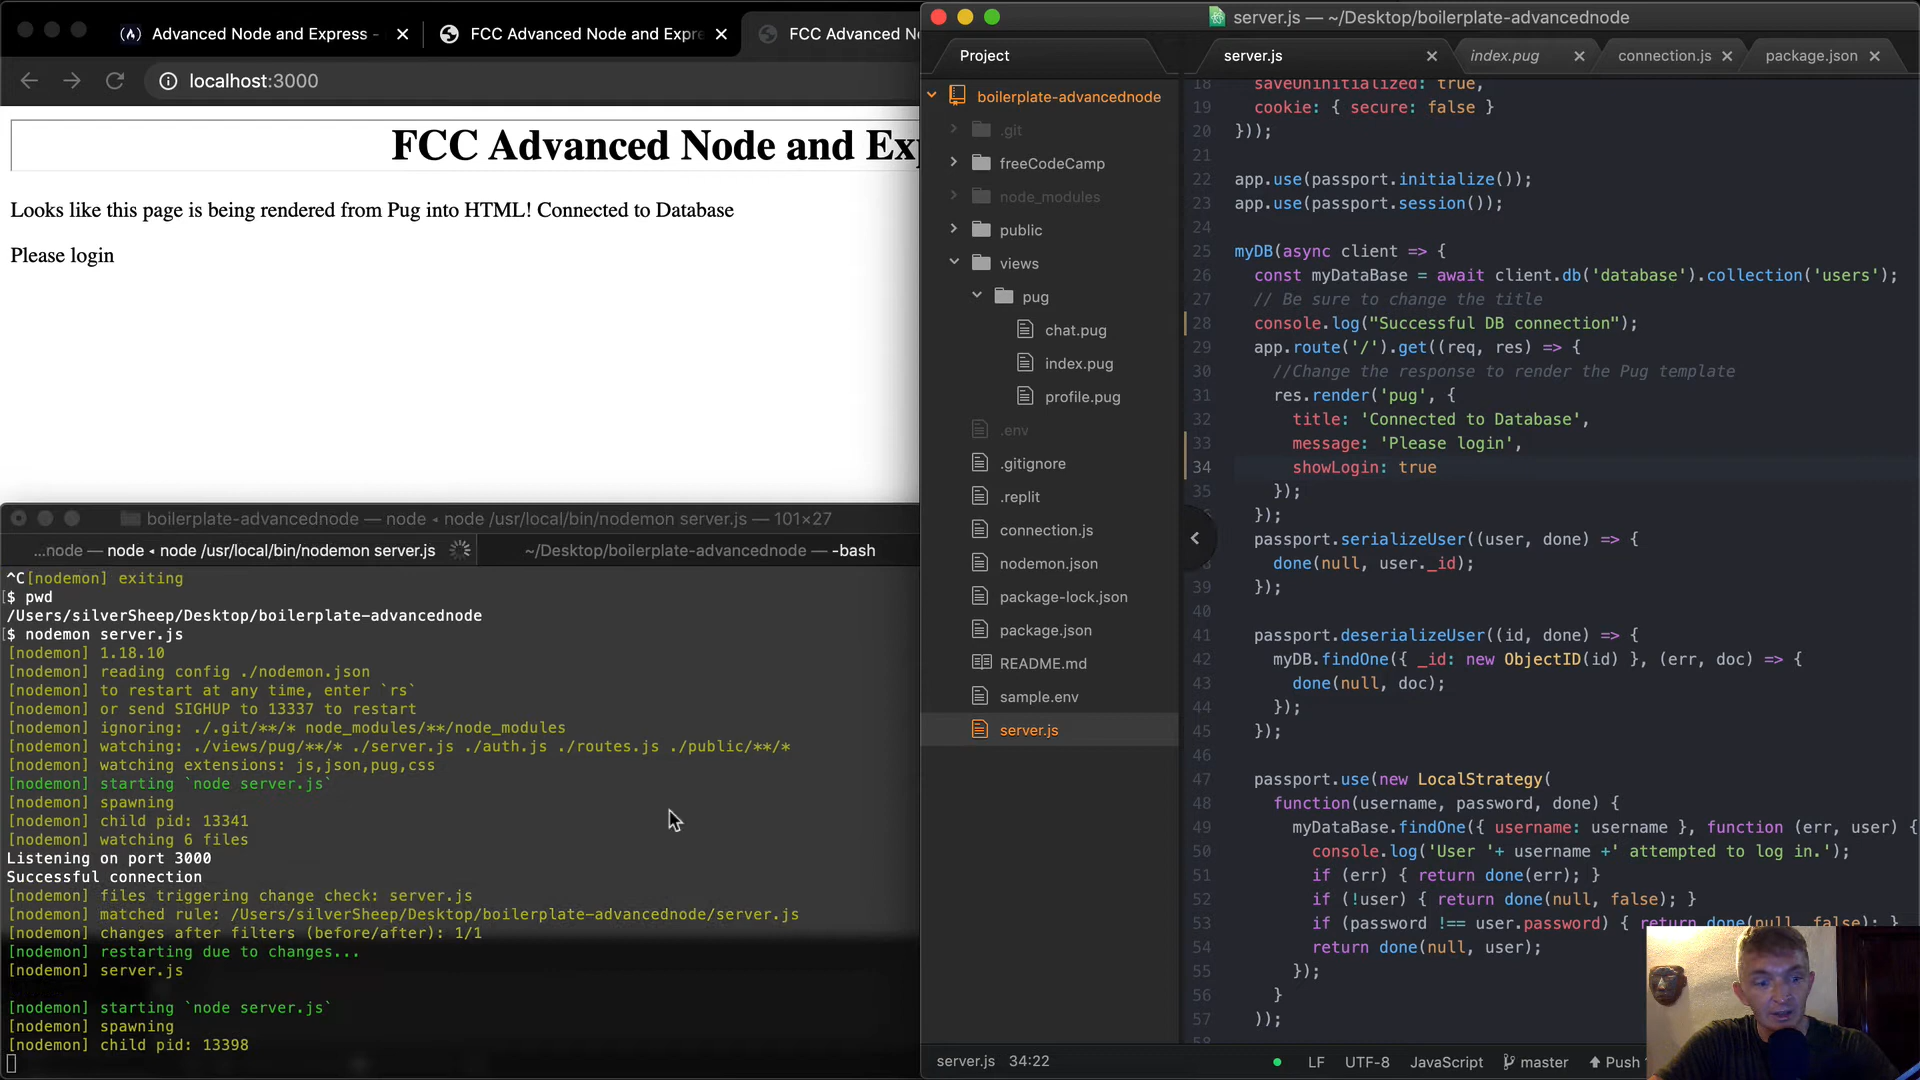 Advanced Node and Express -
FCC Advanced Node and Expre
FCC Advanced No
localhost:3000
FCC Advanced Node and Exp
Looks like this page is being rendered from Pug into HTML! Connected to Database
Please login
boilerplate-advancednode — node ◂ node /usr/local/bin/nodemon server.js — 101×27
...node — node ◂ node /usr/local/bin/nodemon server.js
~/Desktop/boilerplate-advancednode — -bash
^C[nodemon] exiting
[$ pwd
/Users/silverSheep/Desktop/boilerplate-advancednode
[$ nodemon server.js
[nodemon] 1.18.10
[nodemon] reading config ./nodemon.json
[nodemon] to restart at any time, enter `rs`
[nodemon] or send SIGHUP to 13337 to restart
[nodemon] ignoring: ./.git/**/* node_modules/**/node_modules
[nodemon] watching: ./views/pug/**/* ./server.js ./auth.js ./routes.js ./public/**/*
[nodemon] watching extensions: js,json,pug,css
[nodemon] starting `node server.js`
[nodemon] spawning
[nodemon] child pid: 13341
[nodemon] watching 6 files
Listening on port 3000
Successful connection
[nodemon] files triggering change check: server.js
[nodemon] matched rule: /Users/silverSheep/Desktop/boilerplate-advancednode/server.js
[nodemon] changes after filters (before/after): 1/1
[nodemon] restarting due to changes...
[nodemon] server.js
[nodemon] starting `node server.js`
[nodemon] spawning
[nodemon] child pid: 13398
server.js — ~/Desktop/boilerplate-advancednode
Project
boilerplate-advancednode
.git
freeCodeCamp
node_modules
public
views
pug
chat.pug
index.pug
profile.pug
.env
.gitignore
.replit
connection.js
nodemon.json
package-lock.json
package.json
README.md
sample.env
server.js
server.js
index.pug
connection.js
package.json
18 saveUninitialized: true,
19 cookie: { secure: false }
20 }));
21
22 app.use(passport.initialize());
23 app.use(passport.session());
24
25 myDB(async client => {
26 const myDataBase = await client.db('database').collection('users');
27 // Be sure to change the title
28 console.log("Successful DB connection");
29 app.route('/').get((req, res) => {
30 //Change the response to render the Pug template
31 res.render('pug', {
32 title: 'Connected to Database',
33 message: 'Please login',
34 showLogin: true
35 });
});
passport.serializeUser((user, done) => {
done(null, user._id);
39 });
40
41 passport.deserializeUser((id, done) => {
42 myDB.findOne({ _id: new ObjectID(id) }, (err, doc) => {
43 done(null, doc);
44 });
45 });
46
47 passport.use(new LocalStrategy(
48 function(username, password, done) {
49 myDataBase.findOne({ username: username }, function (err, user) {
50 console.log('User '+ username +' attempted to log in.');
51 if (err) { return done(err); }
52 if (!user) { return done(null, false); }
53 if (password !== user.password) { return done(null, false); }
54 return done(null, user);
55 });
56 }
57 ));
58
server.js 34:22
LF UTF-8 JavaScript master Push